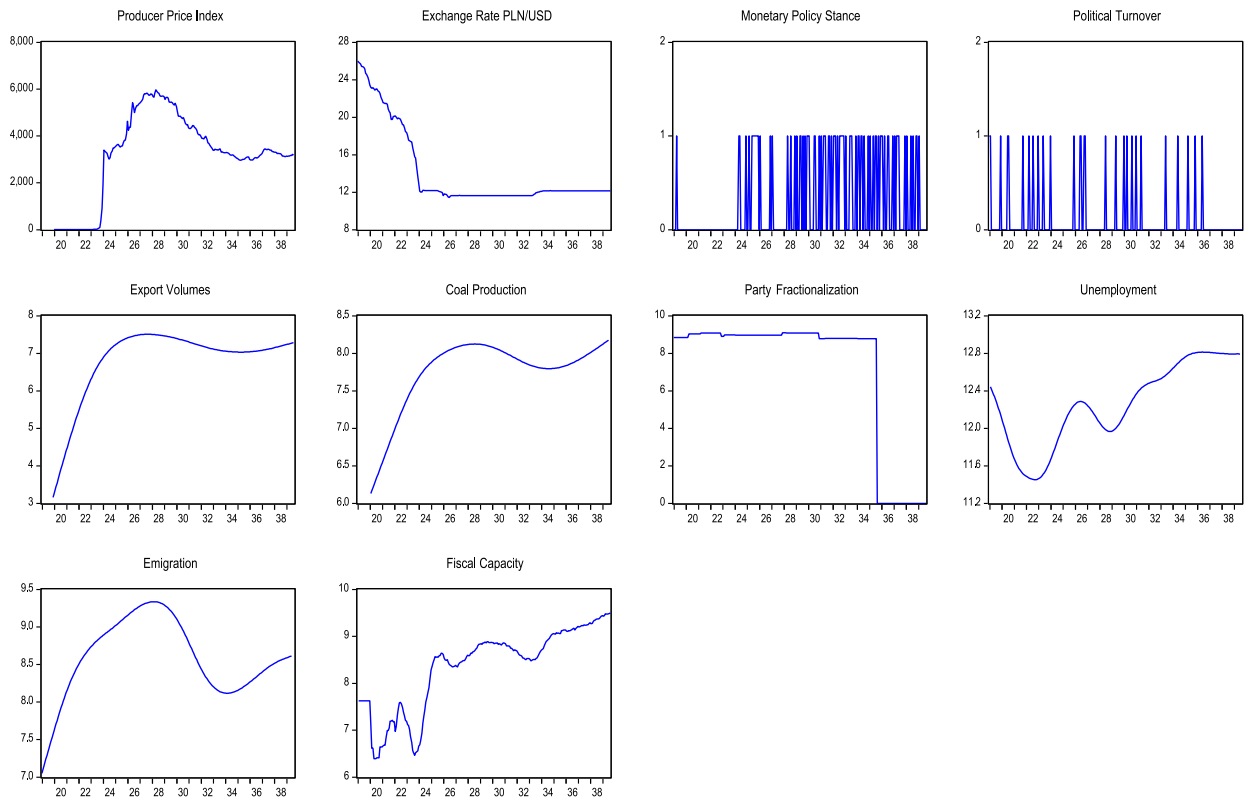 Producer Price Index
Exchange Rate PLN/USD
Monetary Policy Stance
Political Turnover
8,000
6,000
4,000
2,000
0
20 22 24 26 28 30 32 34 36 38
28
24
20
16
12
8
20 22 24 26 28 30 32 34 36 38
2
1
0
20 22 24 26 28 30 32 34 36 38
2
1
0
20 22 24 26 28 30 32 34 36 38
Export Volumes
Coal Production
Party Fractionalization
Unemployment
8
7
6
5
4
3
20 22 24 26 28 30 32 34 36 38
8.5
8.0
7.5
7.0
6.5
6.0
20 22 24 26 28 30 32 34 36 38
10
8
6
4
2
0
20 22 24 26 28 30 32 34 36 38
13.2
12.8
12.4
12.0
11.6
11.2
20 22 24 26 28 30 32 34 36 38
Emigration
Fiscal Capacity
9.5
9.0
8.5
8.0
7.5
7.0
20 22 24 26 28 30 32 34 36 38
10
9
8
7
6
20 22 24 26 28 30 32 34 36 38